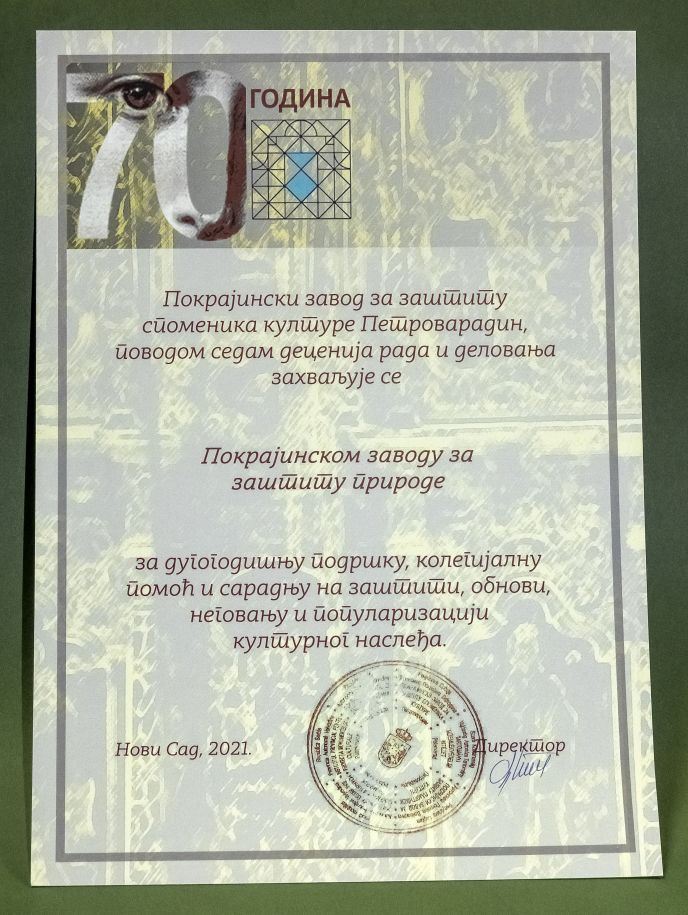 70 ГОДИНА
Покрајински завод за заштиту
споменика културе Петроварадин,
поводом седам деценија рада и деловања
захваљује се
Покрајинском заводу за
заштиту природе
за дугогодишњу подршку, колегијалну
помоћ и сарадњу на заштити, обнови,
неговању и популаризацији
културног наслеђа.
Нови Сад, 2021.
Директор